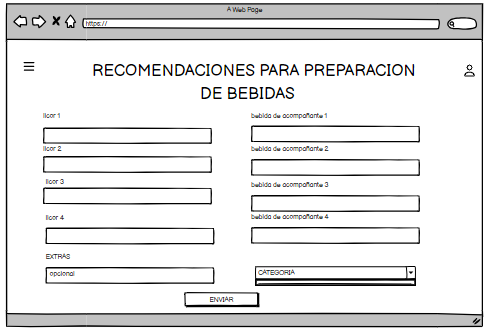 A Web Page
https://
RECOMENDACIONES PARA PREPARACION
DE BEBIDAS
licor 1
bebida de acompañante 1
licor 2
bebida de acompañante 2
licor 3
bebida de acompañante 3
licor 4
bebida de acompañante 4
EXTRAS
opcional
CATEGORIA
ENVIAR